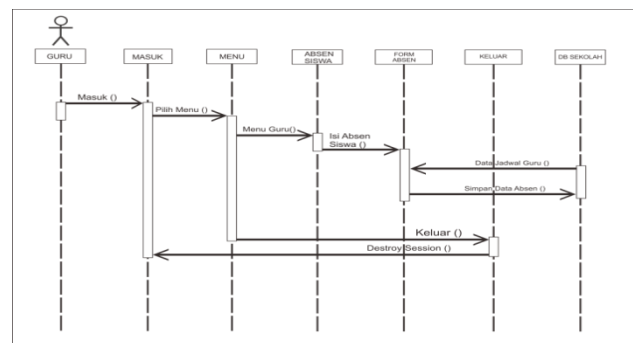 GURU
MASUK
MENU
ABSEN
SISWA
FORM
ABSEN
KELUAR
DB SEKOLAH
Masuk ()
Pilih Menu ()
Menu Guru()
Isi Absen
Siswa ()
Data Jadwal Guru ()
Simpan Data Absen ()
Keluar ()
Destroy Session ()